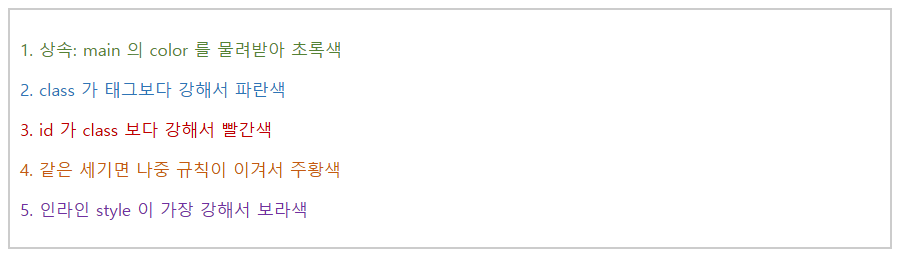 1. 상속: main 의 color 를 물려받아 초록색
2. class 가 태그보다 강해서 파란색
3. id 가 class 보다 강해서 빨간색
4. 같은 세기면 나중 규칙이 이겨서 주황색
5. 인라인 style 이 가장 강해서 보라색